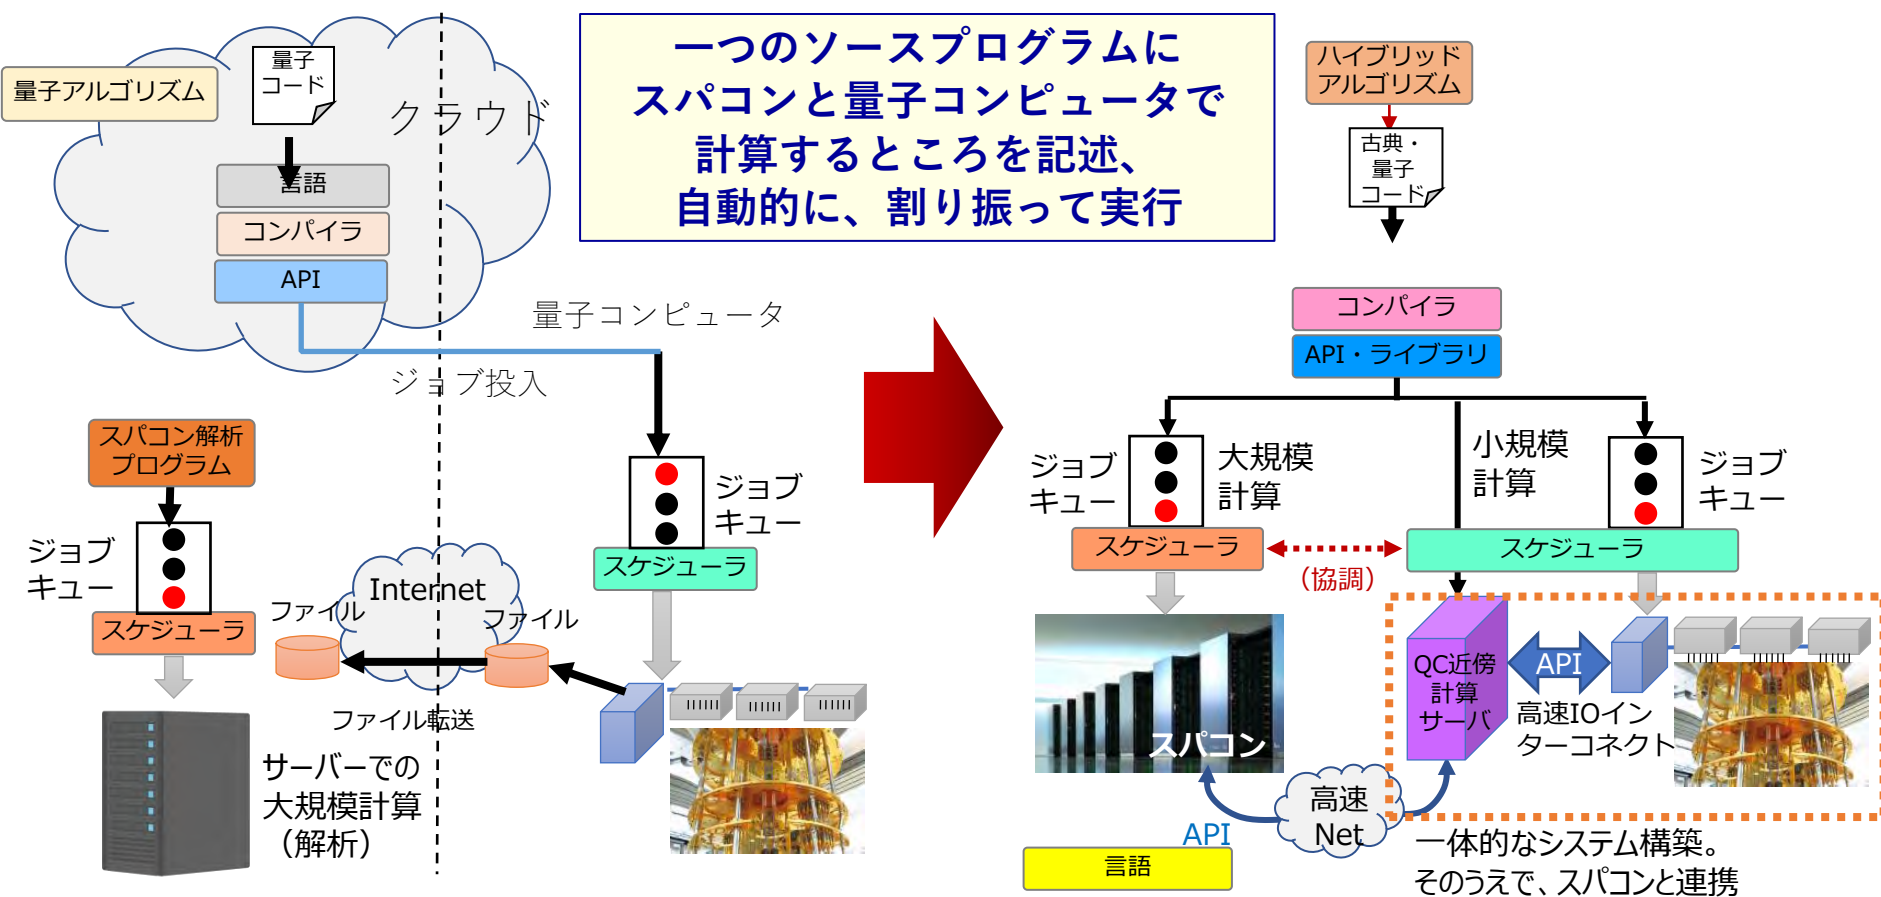 一つのソースプログラムに
スパコンと量子コンピュータで
計算するところを記述、
自動的に、割り振って実行
量子アルゴリズム
量子
コード
クラウド
言語
コンパイラ
API
量子コンピュータ
ジョブ投入
スパコン解析
プログラム
ジョブ
キュー
スケジューラ
ジョブ
キュー
スケジューラ
Internet
ファイル
ファイル
ファイル転送
サーバーでの
大規模計算
（解析）
ハイブリッド
アルゴリズム
古典・
量子
コード
コンパイラ
API・ライブラリ
ジョブ
キュー
大規模
計算
小規模
計算
ジョブ
キュー
スケジューラ
スケジューラ
（協調）
スパコン
QC近傍
計算
サーバ
API
高速IOイン
ターコネクト
高速
Net
API
言語
一体的なシステム構築。
そのうえで、スパコンと連携